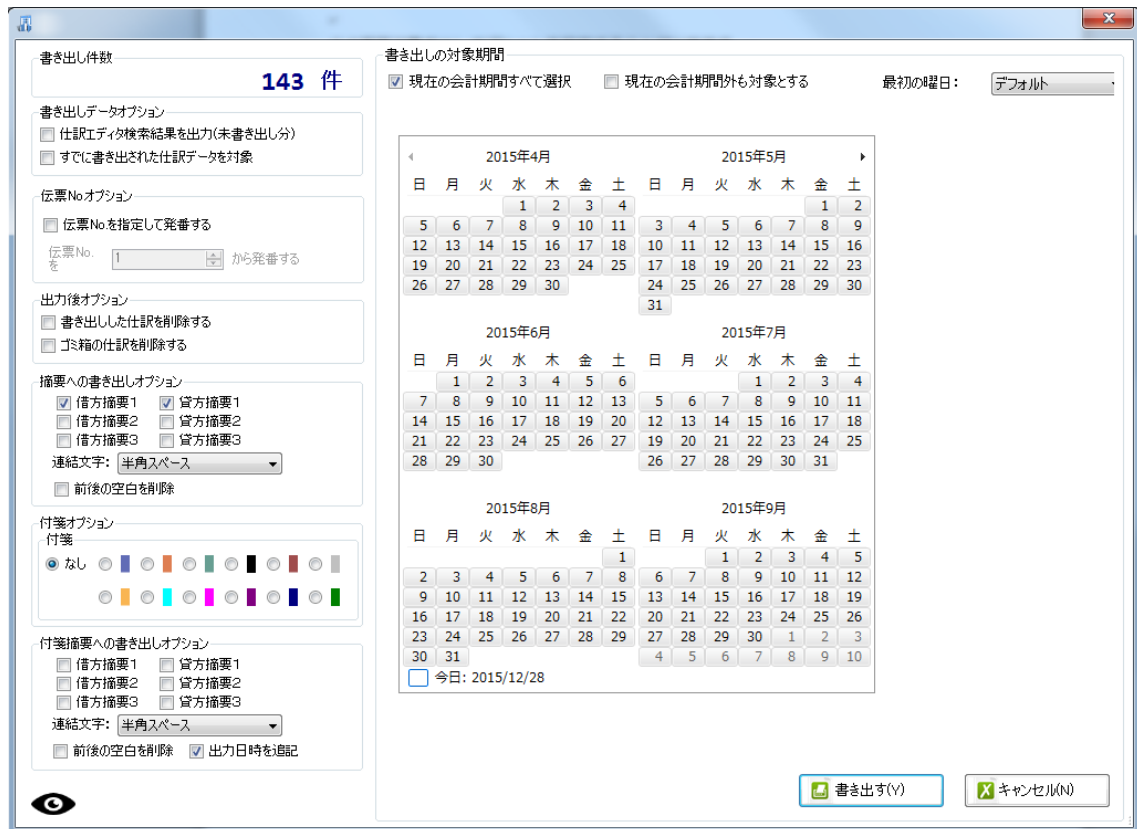 書き出し件数
143 件
書き出しデータオプション
仕訳エディタ検索結果を出力(未書き出し分)
すでに書き出された仕訳データを対象
伝票Noオプション
伝票No.を指定して発番する
伝票No.を 1 から発番する
出力後オプション
書き出しした仕訳を削除する
ゴミ箱の仕訳を削除する
摘要への書き出しオプション
借方摘要1 貸方摘要1
借方摘要2 貸方摘要2
借方摘要3 貸方摘要3
連結文字: 半角スペース
前後の空白を削除
付箋オプション
付箋
なし
付箋摘要への書き出しオプション
借方摘要1 貸方摘要1
借方摘要2 貸方摘要2
借方摘要3 貸方摘要3
連結文字: 半角スペース
前後の空白を削除 出力日時を追記
書き出しの対象期間
現在の会計期間すべて選択 現在の会計期間外も対象とする 最初の曜日: デフォルト
2015年4月 2015年5月
日 月 火 水 木 金 土 日 月 火 水 木 金 土
1 2 3 4 1 2
5 6 7 8 9 10 11 3 4 5 6 7 8 9
12 13 14 15 16 17 18 10 11 12 13 14 15 16
19 20 21 22 23 24 25 17 18 19 20 21 22 23
26 27 28 29 30 24 25 26 27 28 29 30
31
2015年6月 2015年7月
日 月 火 水 木 金 土 日 月 火 水 木 金 土
1 2 3 4 5 6 1 2 3 4
7 8 9 10 11 12 13 5 6 7 8 9 10 11
14 15 16 17 18 19 20 12 13 14 15 16 17 18
21 22 23 24 25 26 27 19 20 21 22 23 24 25
28 29 30 26 27 28 29 30 31
2015年8月 2015年9月
日 月 火 水 木 金 土 日 月 火 水 木 金 土
1 1 2 3 4 5
2 3 4 5 6 7 8 6 7 8 9 10 11 12
9 10 11 12 13 14 15 13 14 15 16 17 18 19
16 17 18 19 20 21 22 20 21 22 23 24 25 26
23 24 25 26 27 28 29 27 28 29 30 1 2 3
30 31 4 5 6 7 8 9 10
今日: 2015/12/28
書き出す(Y) キャンセル(N)